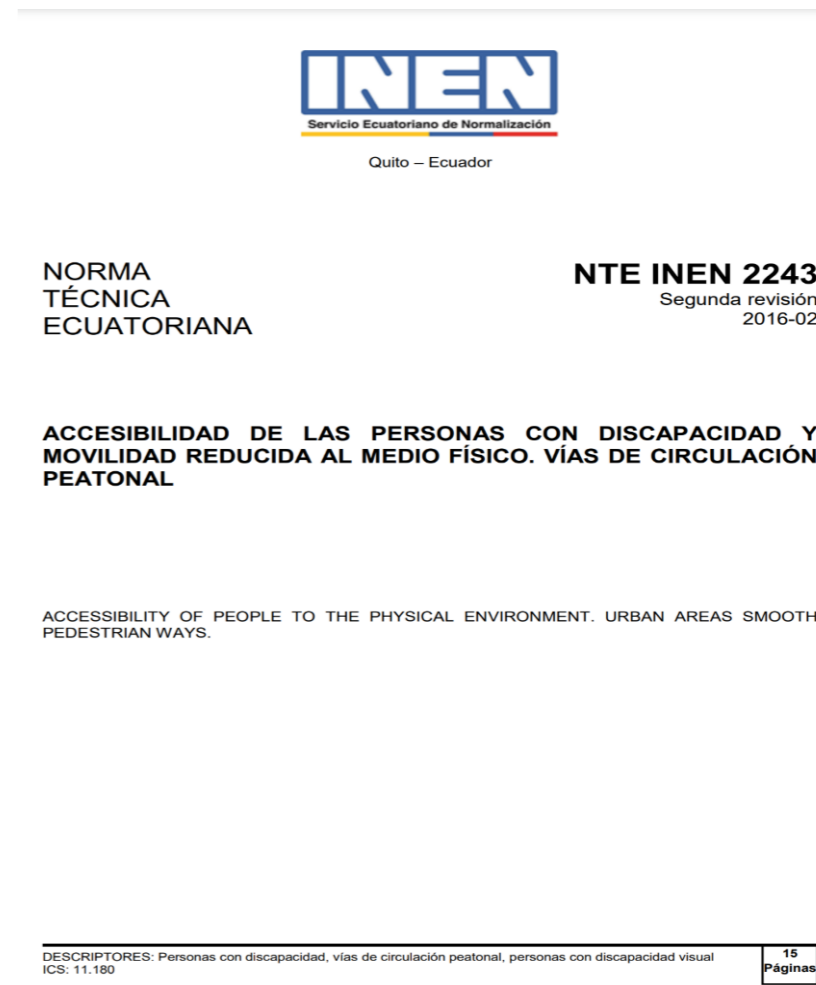 INEN
Servicio Ecuatoriano de Normalización
Quito – Ecuador
NORMA
TÉCNICA
ECUATORIANA
NTE INEN 2243
Segunda revisión
2016-02
ACCESIBILIDAD DE LAS PERSONAS CON DISCAPACIDAD Y
MOVILIDAD REDUCIDA AL MEDIO FÍSICO. VÍAS DE CIRCULACIÓN
PEATONAL
ACCESSIBILITY OF PEOPLE TO THE PHYSICAL ENVIRONMENT. URBAN AREAS SMOOTH
PEDESTRIAN WAYS.
DESCRIPTORES: Personas con discapacidad, vías de circulación peatonal, personas con discapacidad visual
ICS: 11.180
15
Páginas